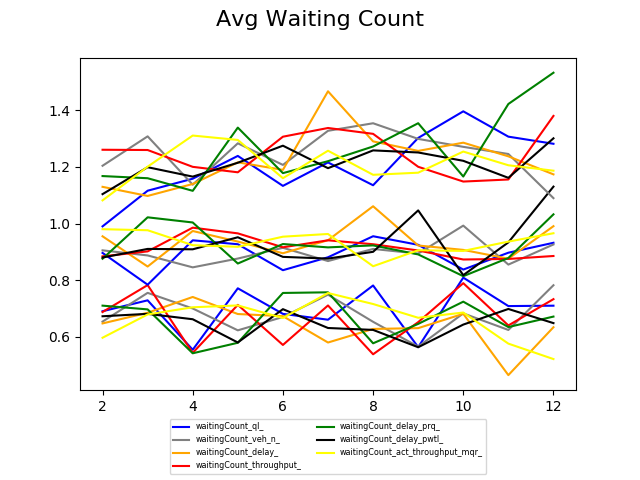 Avg Waiting Count
1.4
1.2
1.0
0.8
0.6
2 4 6 8 10 12
waitingCount_ql_
waitingCount_veh_n_
waitingCount_delay_
waitingCount_throughput_
waitingCount_delay_prq_
waitingCount_delay_pwtl_
waitingCount_act_throughput_mqr_